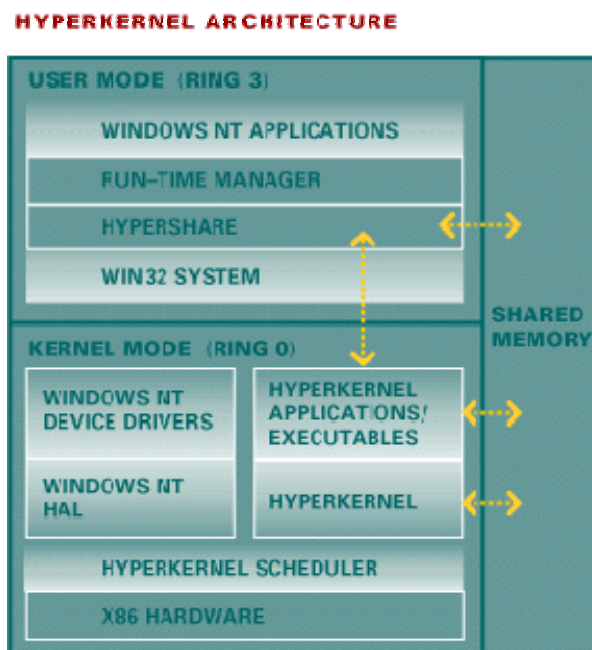 HYPERKERNEL ARCHITECTURE
USER MODE (RING 3)
WINDOWS NT APPLICATIONS
RUN-TIME MANAGER
HYPERSHARE
WIN32 SYSTEM
SHARED
MEMORY
KERNEL MODE (RING 0)
WINDOWS NT
DEVICE DRIVERS
HYPERKERNEL
APPLICATIONS/
EXECUTABLES
WINDOWS NT
HAL
HYPERKERNEL
HYPERKERNEL SCHEDULER
X86 HARDWARE